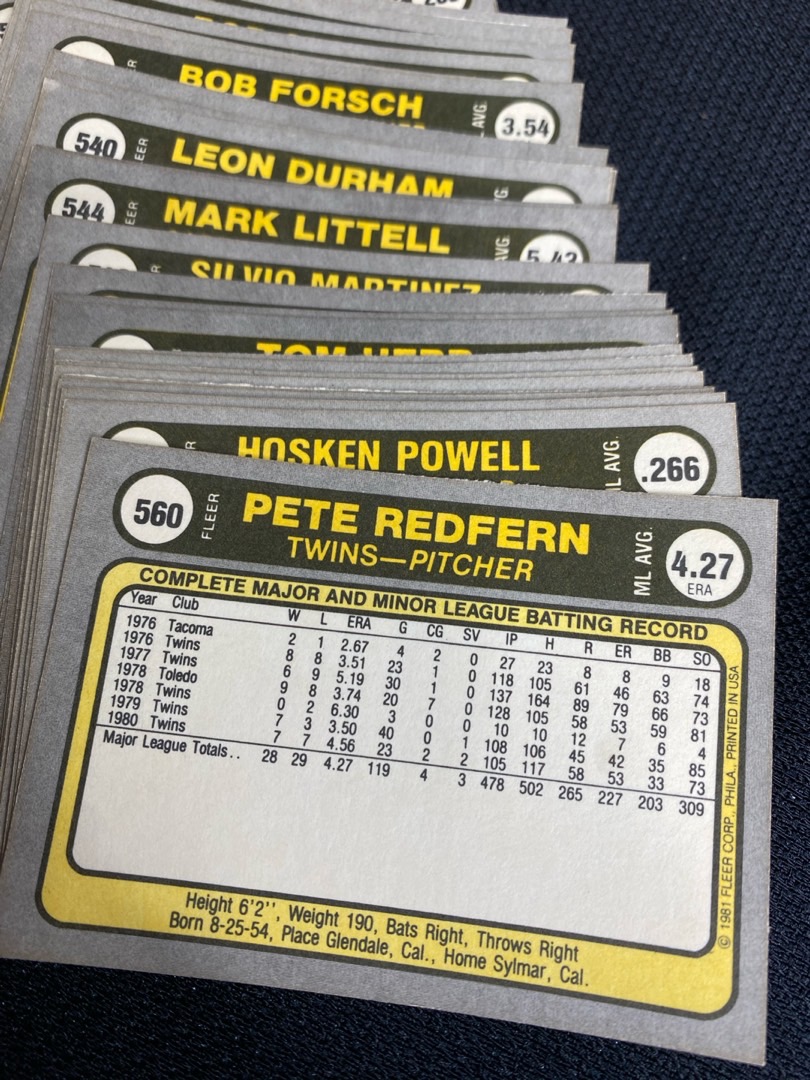 BOB FORSCH
AVG.
3.54
540
LEON DURHAM
544
MARK LITTELL
AVG.
5.42
SILVIO MARTINEZ
TOM HERR
HOSKEN POWELL
AVG.
.266
560
FLEER
PETE REDFERN
TWINS—PITCHER
ML AVG.
4.27
ERA
COMPLETE MAJOR AND MINOR LEAGUE BATTING RECORD
Year Club W L ERA G CG SV IP H R ER BB SO
1976 Tacoma 2 1 2.67 4 2 0 27 23 8 8 9 18
1976 Twins 8 8 3.51 23 1 0 118 105 61 46 63 74
1977 Twins 6 9 5.19 30 1 0 137 164 89 79 66 73
1978 Toledo 9 8 3.74 20 7 0 128 105 58 53 59 81
1978 Twins 0 2 6.30 3 0 0 10 10 12 7 6 4
1979 Twins 7 3 3.50 40 0 1 108 106 45 42 35 85
1980 Twins 7 7 4.56 23 2 2 105 117 58 53 33 73
Major League Totals.. 28 29 4.27 119 4 3 478 502 265 227 203 309
Height 6'2'', Weight 190, Bats Right, Throws Right
Born 8-25-54, Place Glendale, Cal., Home Sylmar, Cal.
© 1981 FLEER CORP., PHILA., PRINTED IN USA